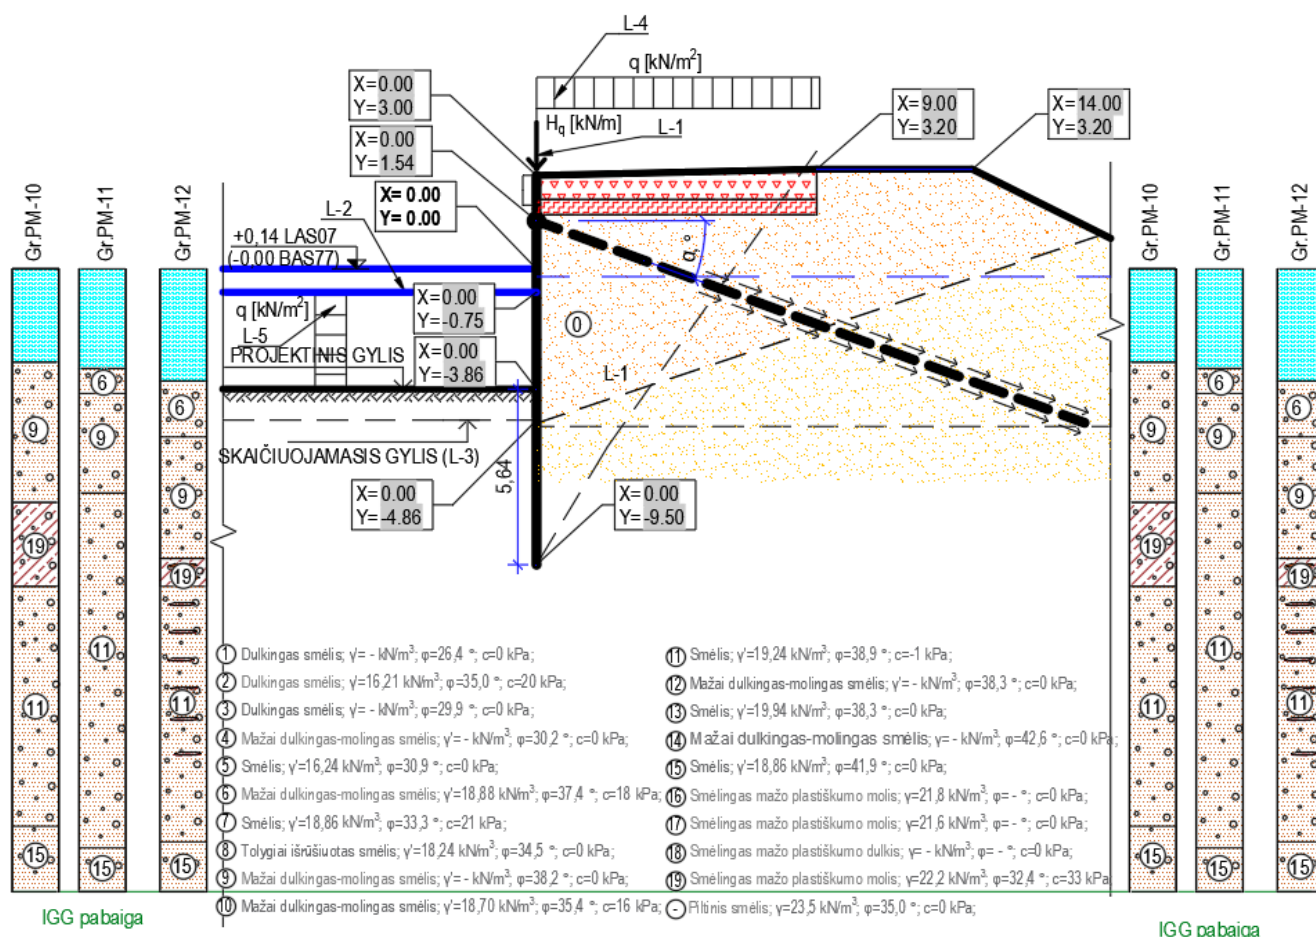 L-4
q [kN/m²]
X=0.00
Y=3.00
H_q [kN/m]
L-1
X=9.00
Y=3.20
X=14.00
Y=3.20
X=0.00
Y=1.54
X= 0.00
Y= 0.00
L-2
+0,14 LAS07
(-0,00 BAS77)
α, °
q [kN/m²]
L-5
X=0.00
Y=-0.75
PROJEKTINIS GYLIS
X=0.00
Y=-3.86
0
L-1
SKAIČIUOJAMASIS GYLIS (L-3)
5,64
X=0.00
Y=-4.86
X=0.00
Y=-9.50
Gr.PM-10
9
19
11
15
Gr.PM-11
6
9
11
15
Gr.PM-12
6
9
19
11
15
IGG pabaiga
1 Dulkingas smėlis; γ= - kN/m³; φ=26,4 °; c=0 kPa;
2 Dulkingas smėlis; γ'=16,21 kN/m³; φ=35,0 °; c=20 kPa;
3 Dulkingas smėlis; γ= - kN/m³; φ=29,9 °; c=0 kPa;
4 Mažai dulkingas-molingas smėlis; γ'= - kN/m³; φ=30,2 °; c=0 kPa;
5 Smėlis; γ'=16,24 kN/m³; φ=30,9 °; c=0 kPa;
6 Mažai dulkingas-molingas smėlis; γ'=18,88 kN/m³; φ=37,4 °; c=18 kPa;
7 Smėlis; γ'=18,86 kN/m³; φ=33,3 °; c=21 kPa;
8 Tolygiai išrūšiuotas smėlis; γ'=18,24 kN/m³; φ=34,5 °; c=0 kPa;
9 Mažai dulkingas-molingas smėlis; γ'= - kN/m³; φ=38,2 °; c=0 kPa;
10 Mažai dulkingas-molingas smėlis; γ'=18,70 kN/m³; φ=35,4 °; c=16 kPa;
11 Smėlis; γ'=19,24 kN/m³; φ=38,9 °; c=-1 kPa;
12 Mažai dulkingas-molingas smėlis; γ'= - kN/m³; φ=38,3 °; c=0 kPa;
13 Smėlis; γ'=19,94 kN/m³; φ=38,3 °; c=0 kPa;
14 Mažai dulkingas-molingas smėlis; γ= - kN/m³; φ=42,6 °; c=0 kPa;
15 Smėlis; γ'=18,86 kN/m³; φ=41,9 °; c=0 kPa;
16 Smėlingas mažo plastiškumo molis; γ=21,8 kN/m³; φ= - °; c=0 kPa;
17 Smėlingas mažo plastiškumo molis; γ=21,6 kN/m³; φ= - °; c=0 kPa;
18 Smėlingas mažo plastiškumo dulkis; γ= - kN/m³; φ= - °; c=0 kPa;
19 Smėlingas mažo plastiškumo molis; γ=22,2 kN/m³; φ=32,4 °; c=33 kPa
- Piltinis smėlis; γ=23,5 kN/m³; φ=35,0 °; c=0 kPa;
Gr.PM-10
9
19
11
15
Gr.PM-11
6
9
11
15
Gr.PM-12
6
9
19
11
15
IGG pabaiga